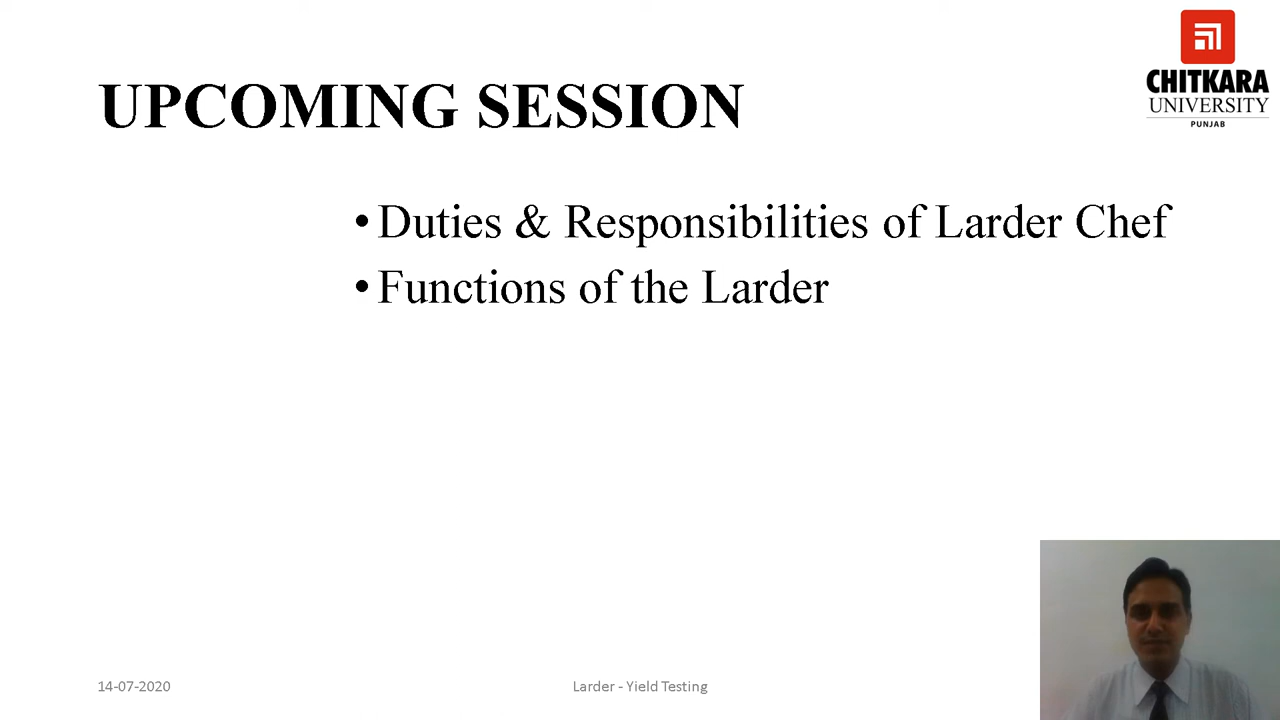 CHITKARA
UNIVERSITY
PUNJAB
UPCOMING SESSION
• Duties & Responsibilities of Larder Chef
• Functions of the Larder
14-07-2020
Larder - Yield Testing